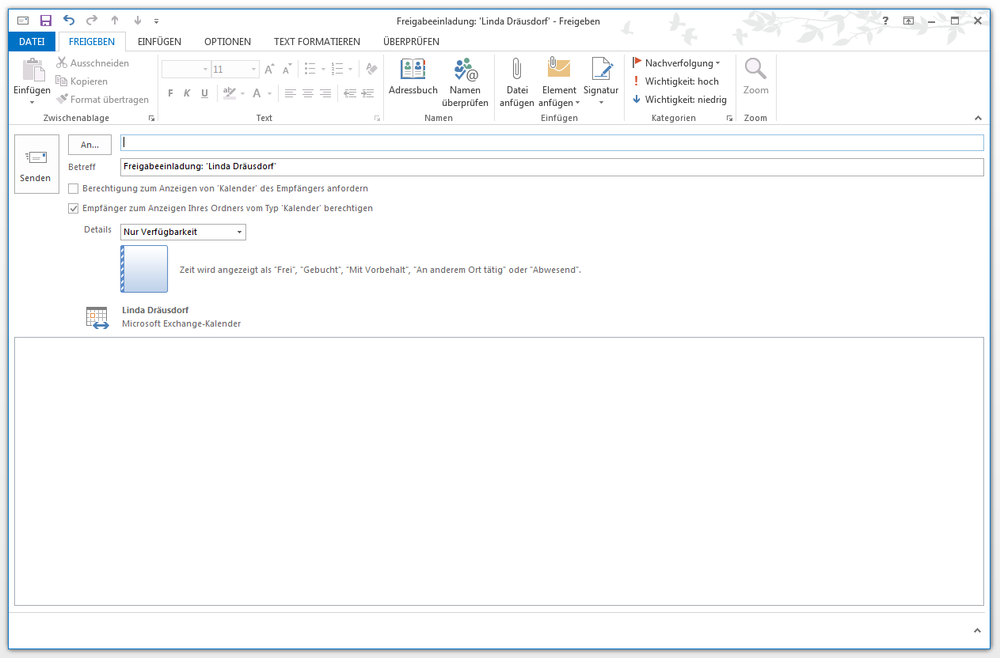 Freigabeeinladung: 'Linda Dräusdorf' - Freigeben
?
DATEI FREIGEBEN EINFÜGEN OPTIONEN TEXT FORMATIEREN ÜBERPRÜFEN
Einfügen
Ausschneiden
Kopieren
Format übertragen
Zwischenablage
11
A A
F K U ab A
Text
Adressbuch
Namen
überprüfen
Namen
Datei
anfügen
Element
anfügen
Signatur
Einfügen
Nachverfolgung
! Wichtigkeit: hoch
Wichtigkeit: niedrig
Kategorien
Zoom
Zoom
Senden
An...
Betreff Freigabeeinladung: 'Linda Dräusdorf'
Berechtigung zum Anzeigen von 'Kalender' des Empfängers anfordern
Empfänger zum Anzeigen Ihres Ordners vom Typ 'Kalender' berechtigen
Details Nur Verfügbarkeit
Zeit wird angezeigt als "Frei", "Gebucht", "Mit Vorbehalt", "An anderem Ort tätig" oder "Abwesend".
Linda Dräusdorf
Microsoft Exchange-Kalender